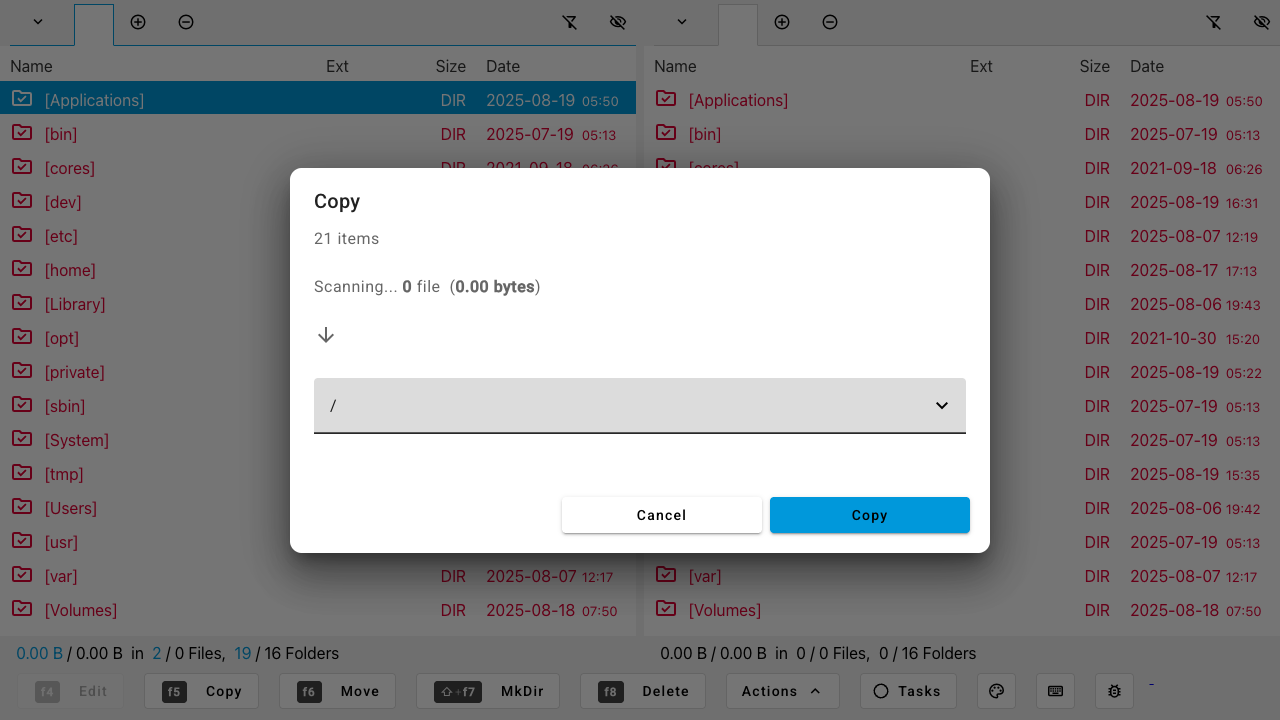 Name Ext Size Date Name Ext Size Date
[Applications] DIR 2025-08-19 05:50 [Applications] DIR 2025-08-19 05:50
[bin] DIR 2025-07-19 05:13 [bin] DIR 2025-07-19 05:13
[cores] DIR 2021-09-18 06:26 [cores] DIR 2021-09-18 06:26
[dev] DIR 2025-08-19 16:31
[etc] DIR 2025-08-07 12:19
[home] DIR 2025-08-17 17:13
[Library] DIR 2025-08-06 19:43
[opt] DIR 2021-10-30 15:20
[private] DIR 2025-08-19 05:22
[sbin] DIR 2025-07-19 05:13
[System] DIR 2025-07-19 05:13
[tmp] DIR 2025-08-19 15:35
[Users] DIR 2025-08-06 19:42
[usr] DIR 2025-07-19 05:13
[var] DIR 2025-08-07 12:17 [var] DIR 2025-08-07 12:17
[Volumes] DIR 2025-08-18 07:50 [Volumes] DIR 2025-08-18 07:50
Copy
21 items
Scanning... 0 file (0.00 bytes)
/
Cancel Copy
0.00 B / 0.00 B in 2 / 0 Files, 19 / 16 Folders 0.00 B / 0.00 B in 0 / 0 Files, 0 / 16 Folders
f4 Edit f5 Copy f6 Move ⇧+f7 MkDir f8 Delete Actions Tasks